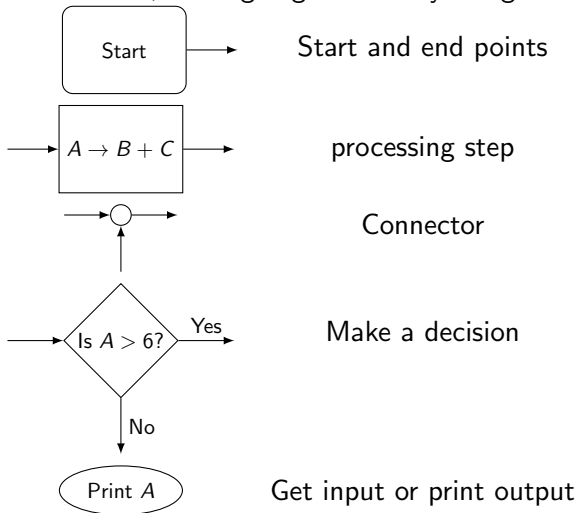 Start Start and end points
A → B + C processing step
Connector
Is A > 6? Yes Make a decision
No
Print A Get input or print output